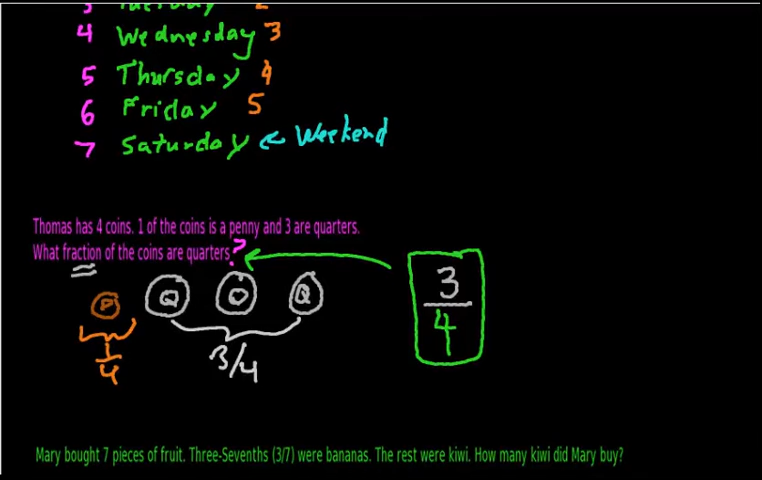 3 Tuesday 2
4 Wednesday 3
5 Thursday 4
6 Friday 5
7 Saturday ← Weekend
Thomas has 4 coins. 1 of the coins is a penny and 3 are quarters.
What fraction of the coins are quarters?
P Q Q Q
3/4
1/4 3/4
Mary bought 7 pieces of fruit. Three-Sevenths (3/7) were bananas. The rest were kiwi. How many kiwi did Mary buy?